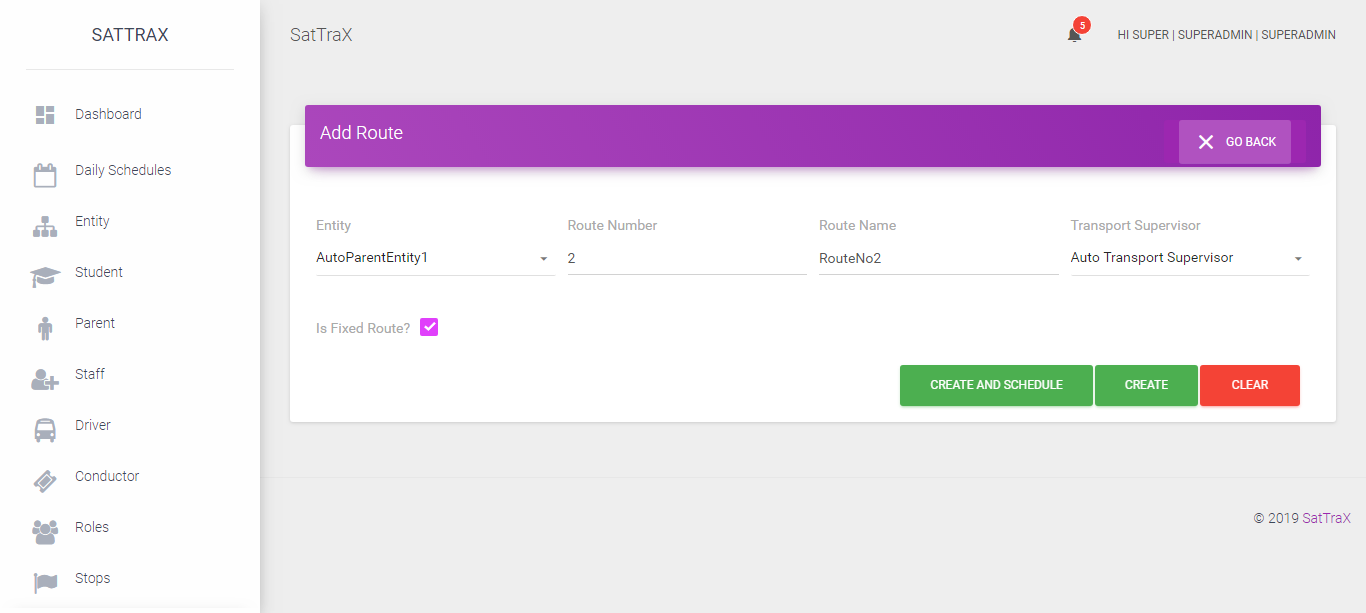 SATTRAX
Dashboard
Daily Schedules
Entity
Student
Parent
Staff
Driver
Conductor
Roles
Stops
SatTraX
5
HI SUPER | SUPERADMIN | SUPERADMIN
Add Route
GO BACK
Entity
Route Number
Route Name
Transport Supervisor
AutoParentEntity1
2
RouteNo2
Auto Transport Supervisor
Is Fixed Route?
CREATE AND SCHEDULE
CREATE
CLEAR
© 2019 SatTraX